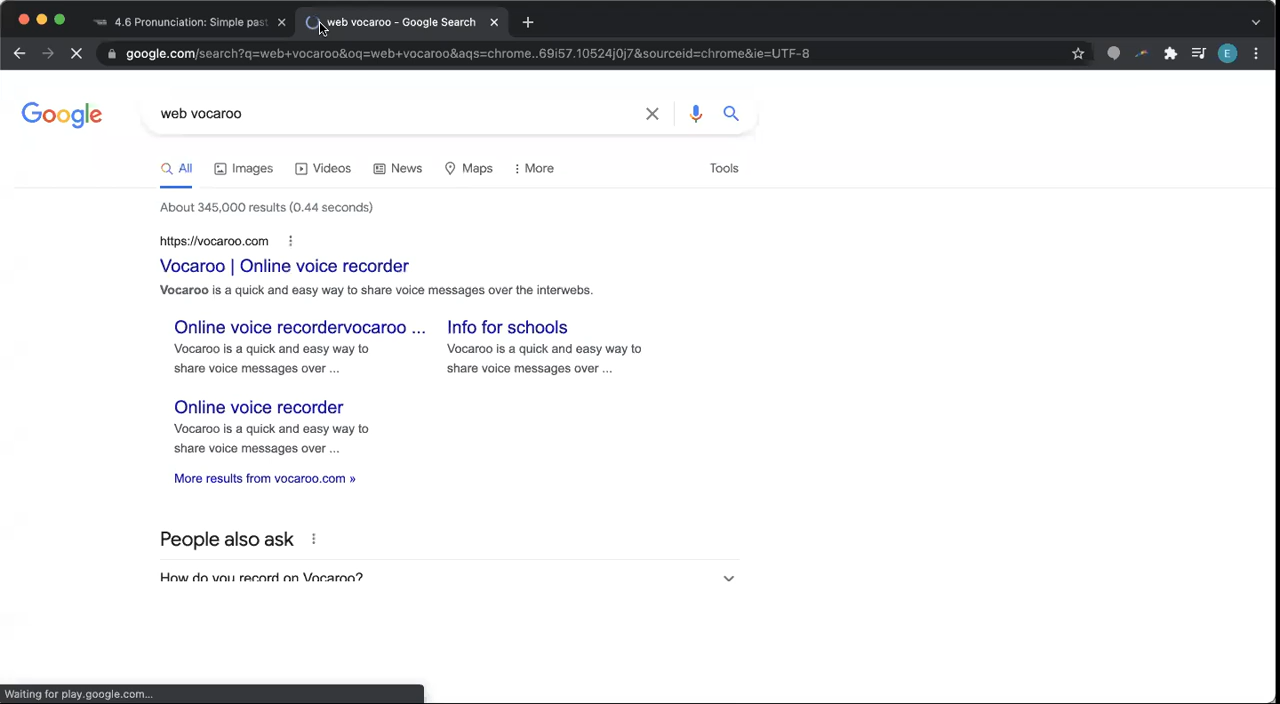 4.6 Pronunciation: Simple past
web vocaroo - Google Search
google.com/search?q=web+vocaroo&oq=web+vocaroo&aqs=chrome..69i57.10524j0j7&sourceid=chrome&ie=UTF-8
E
Google
web vocaroo
All Images Videos News Maps More Tools
About 345,000 results (0.44 seconds)
https://vocaroo.com
Vocaroo | Online voice recorder
Vocaroo is a quick and easy way to share voice messages over the interwebs.
Online voice recordervocaroo ...
Vocaroo is a quick and easy way to
share voice messages over ...
Info for schools
Vocaroo is a quick and easy way to
share voice messages over ...
Online voice recorder
Vocaroo is a quick and easy way to
share voice messages over ...
More results from vocaroo.com »
People also ask
How do you record on Vocaroo?
Waiting for play.google.com...